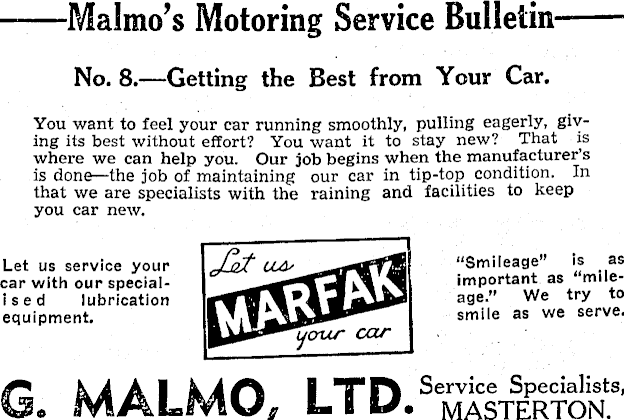 Malmo's Motoring Service Bulletin
No. 8.—Getting the Best from Your Car.
You want to feel your car running smoothly, pulling eagerly, giv-
ing its best without effort? You want it to stay new? That is
where we can help you. Our job begins when the manufacturer's
is done—the job of maintaining our car in tip-top condition. In
that we are specialists with the raining and facilities to keep
you car new.
Let us service your
car with our special-
ised lubrication
equipment.
Let us
MARFAK
your car
"Smileage" is as
important as "mile-
age." We try to
smile as we serve.
G. MALMO, LTD.
Service Specialists,
MASTERTON.